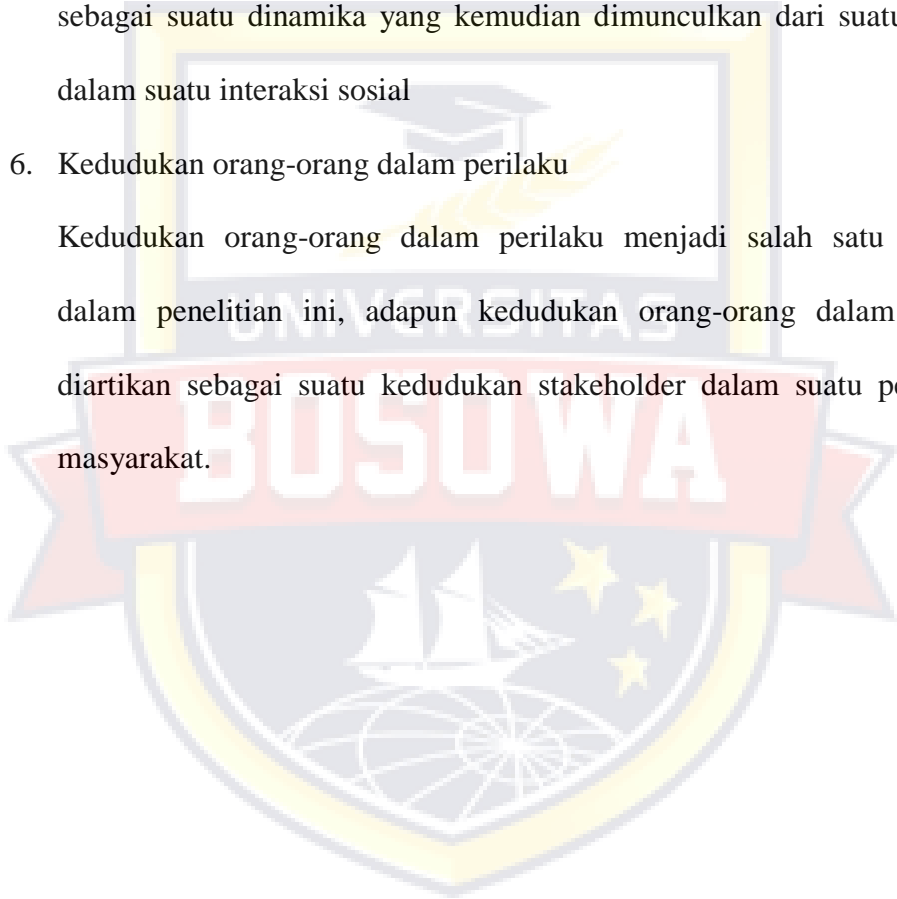 sebagai suatu dinamika yang kemudian dimunculkan dari suatu
dalam suatu interaksi sosial
6. Kedudukan orang-orang dalam perilaku
Kedudukan orang-orang dalam perilaku menjadi salah satu
dalam penelitian ini, adapun kedudukan orang-orang dalam
UNIVERSITAS
diartikan sebagai suatu kedudukan stakeholder dalam suatu
BOSOWA
masyarakat.